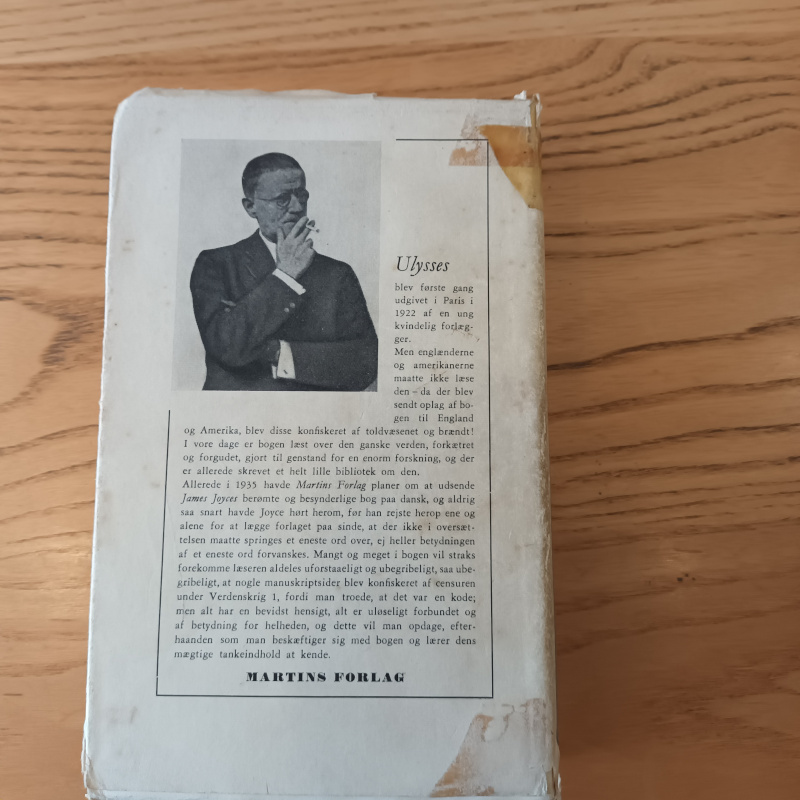 Ulysses
blev første gang
udgivet i Paris i
1922 af en ung
kvindelig forlæg-
ger.
Men englænderne
og amerikanerne
maatte ikke læse
den – da der blev
sendt oplag af bo-
gen til England
og Amerika, blev disse konfiskeret af toldvæsenet og brændt!
I vore dage er bogen læst over den ganske verden, forkætret
og forgudet, gjort til genstand for en enorm forskning, og der
er allerede skrevet et helt lille bibliotek om den.
Allerede i 1935 havde Martins Forlag planer om at udsende
James Joyces berømte og besynderlige bog paa dansk, og aldrig
saa snart havde Joyce hørt herom, før han rejste herop ene og
alene for at lægge forlaget paa sinde, at der ikke i oversæt-
telsen maatte springes et eneste ord over, ej heller betydningen
af et eneste ord forvanskes. Mangt og meget i bogen vil straks
forekomme læseren aldeles uforstaaeligt og ubegribeligt, saa ube-
gribeligt, at nogle manuskriptsider blev konfiskeret af censuren
under Verdenskrig 1, fordi man troede, at det var en kode;
men alt har en bevidst hensigt, alt er uløseligt forbundet og
af betydning for helheden, og dette vil man opdage, efter-
haanden som man beskæftiger sig med bogen og lærer dens
mægtige tankeindhold at kende.
MARTINS FORLAG